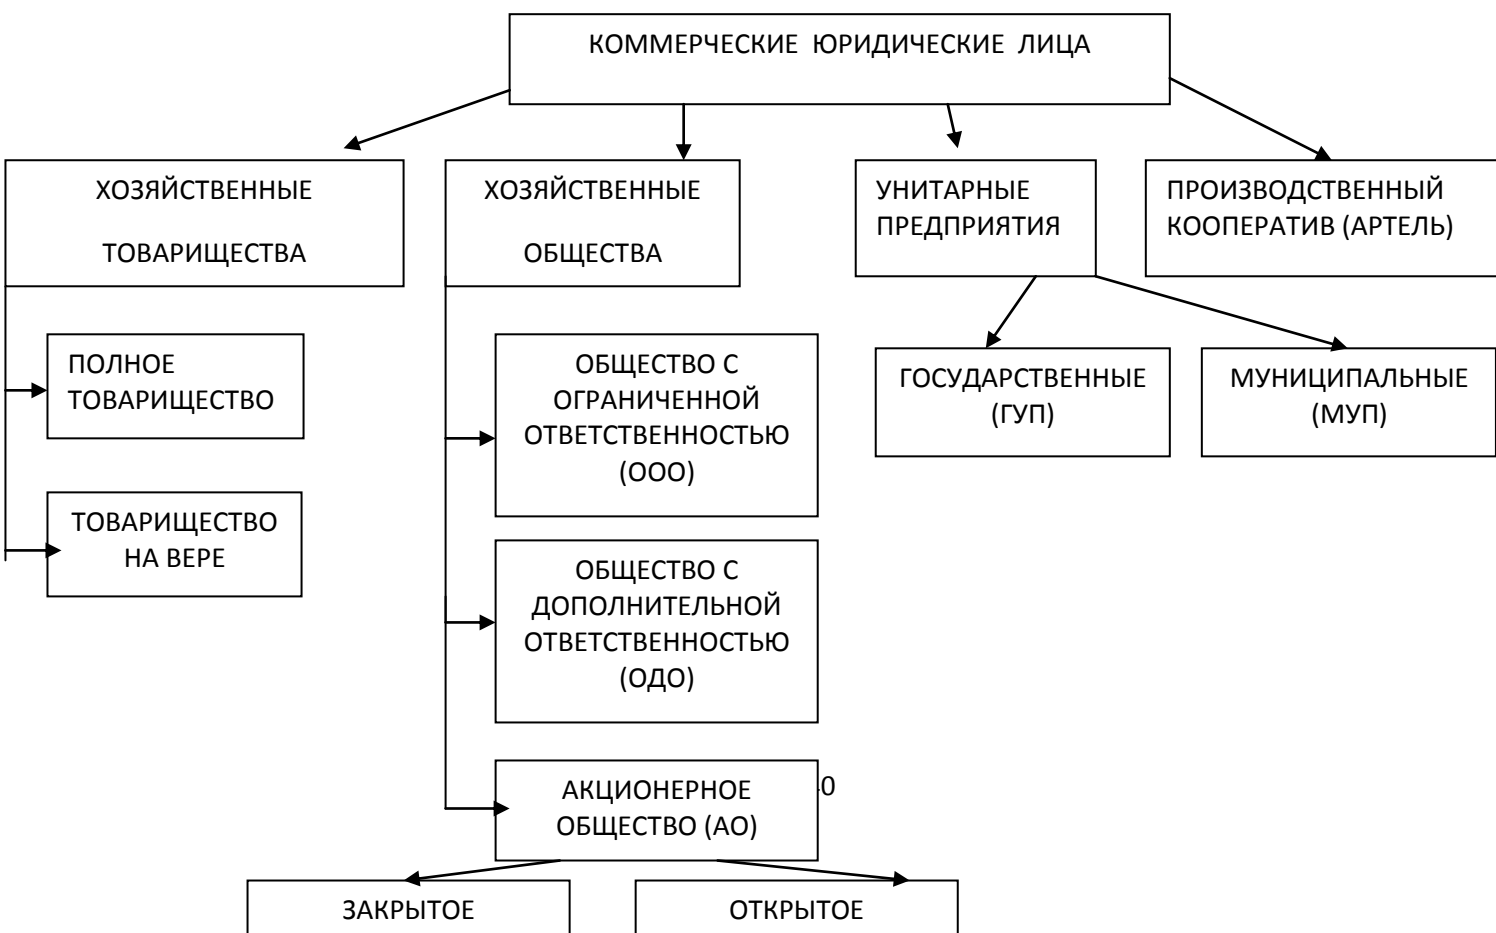 КОММЕРЧЕСКИЕ ЮРИДИЧЕСКИЕ ЛИЦА
ХОЗЯЙСТВЕННЫЕ
ТОВАРИЩЕСТВА
ХОЗЯЙСТВЕННЫЕ
ОБЩЕСТВА
УНИТАРНЫЕ
ПРЕДПРИЯТИЯ
ПРОИЗВОДСТВЕННЫЙ
КООПЕРАТИВ (АРТЕЛЬ)
ПОЛНОЕ
ТОВАРИЩЕСТВО
ТОВАРИЩЕСТВО
НА ВЕРЕ
ОБЩЕСТВО С
ОГРАНИЧЕННОЙ
ОТВЕТСТВЕННОСТЬЮ
(ООО)
ОБЩЕСТВО С
ДОПОЛНИТЕЛЬНОЙ
ОТВЕТСТВЕННОСТЬЮ
(ОДО)
АКЦИОНЕРНОЕ
ОБЩЕСТВО (АО)
ГОСУДАРСТВЕННЫЕ
(ГУП)
МУНИЦИПАЛЬНЫЕ
(МУП)
ЗАКРЫТОЕ
ОТКРЫТОЕ